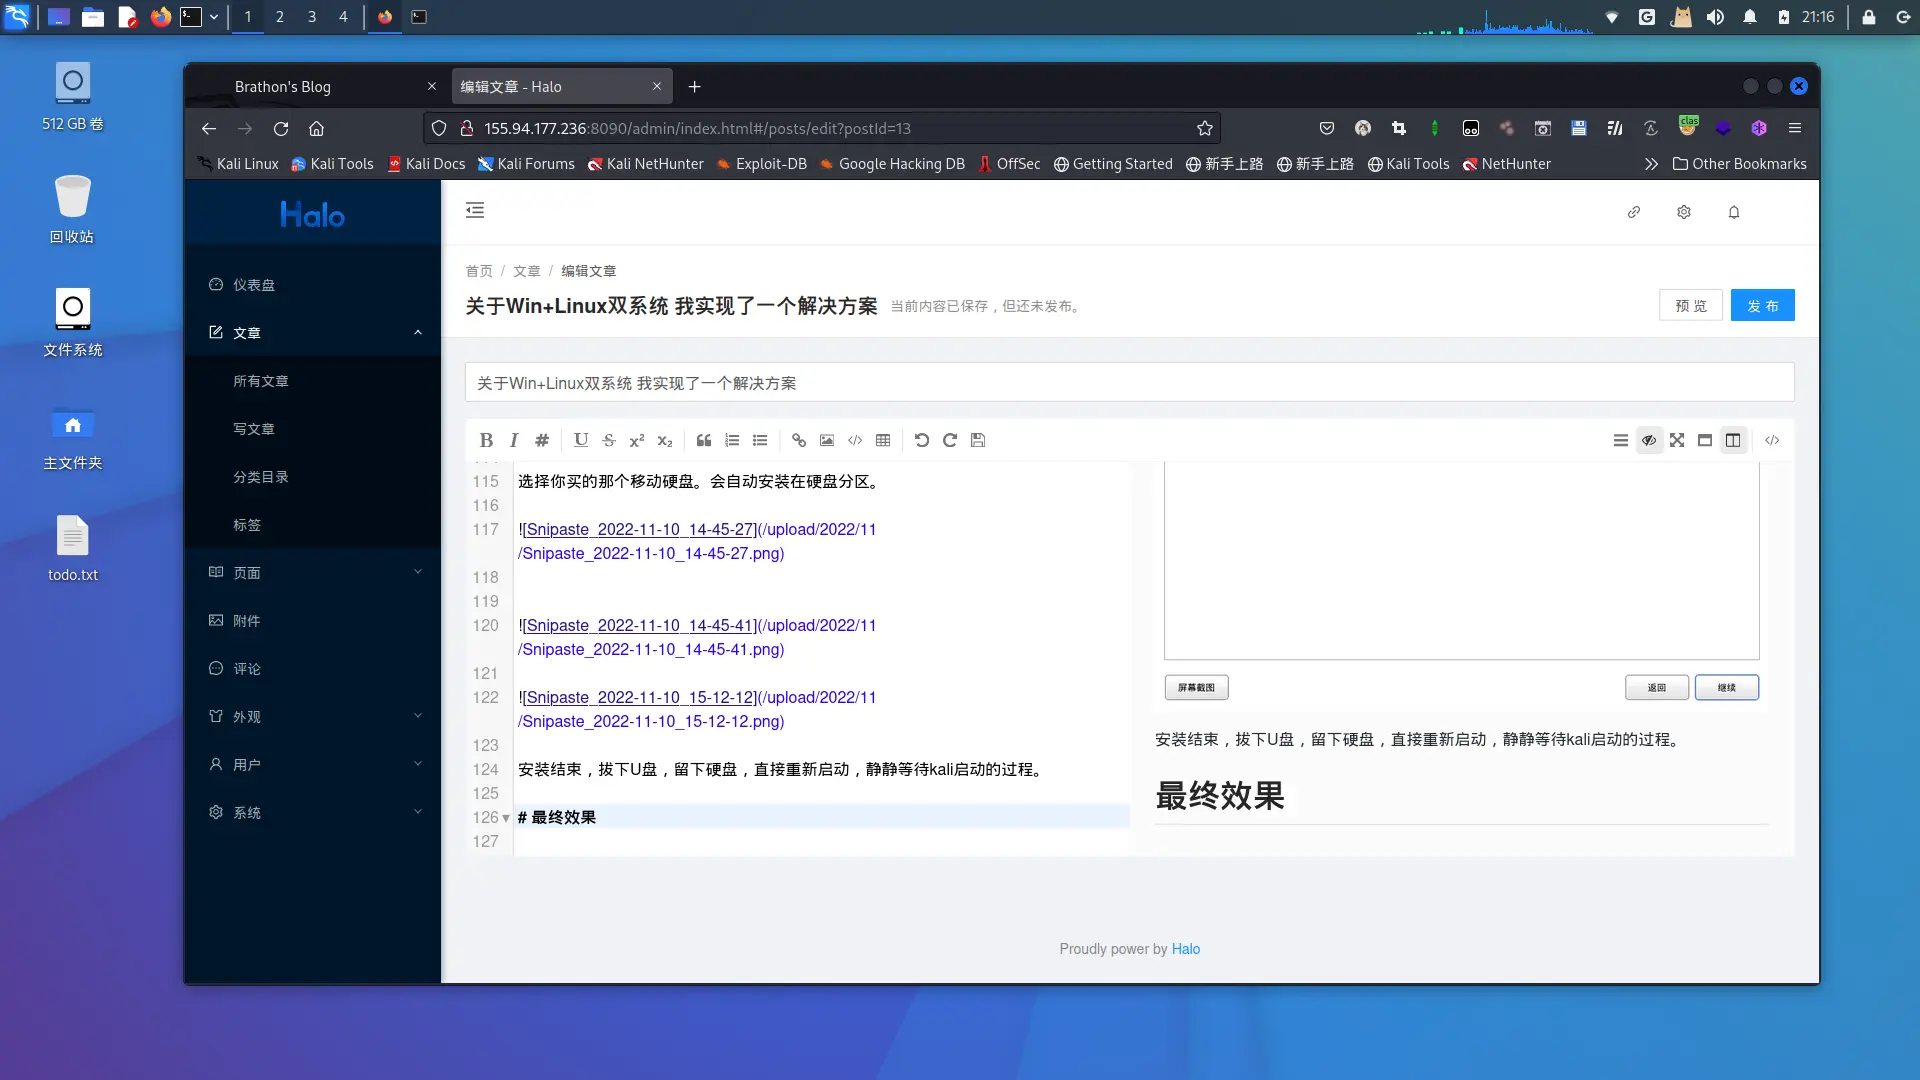 1 2 3 4
21:16
512 GB 卷
回收站
文件系统
主文件夹
todo.txt
Brathon's Blog
编辑文章 - Halo
155.94.177.236:8090/admin/index.html#/posts/edit?postId=13
clas
Kali Linux Kali Tools Kali Docs Kali Forums Kali NetHunter Exploit-DB Google Hacking DB OffSec Getting Started 新手上路 新手上路 Kali Tools NetHunter Other Bookmarks
Halo
仪表盘
文章
所有文章
写文章
分类目录
标签
页面
附件
评论
外观
用户
系统
首页 / 文章 / 编辑文章
关于Win+Linux双系统 我实现了一个解决方案 当前内容已保存，但还未发布。
预 览 发 布
关于Win+Linux双系统 我实现了一个解决方案
115 选择你买的那个移动硬盘。会自动安装在硬盘分区。
116
117 ![Snipaste_2022-11-10_14-45-27](/upload/2022/11
/Snipaste_2022-11-10_14-45-27.png)
118
119
120 ![Snipaste_2022-11-10_14-45-41](/upload/2022/11
/Snipaste_2022-11-10_14-45-41.png)
121
122 ![Snipaste_2022-11-10_15-12-12](/upload/2022/11
/Snipaste_2022-11-10_15-12-12.png)
123
124 安装结束，拔下U盘，留下硬盘，直接重新启动，静静等待kali启动的过程。
125
126 # 最终效果
127
屏幕截图 返回 继续
安装结束，拔下U盘，留下硬盘，直接重新启动，静静等待kali启动的过程。
最终效果
Proudly power by Halo